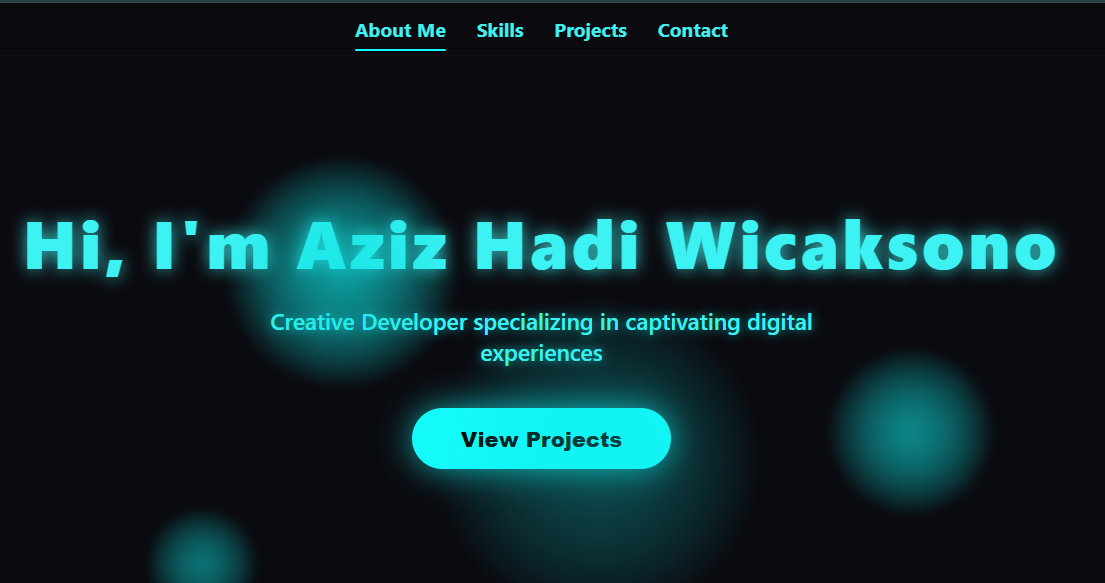 About Me Skills Projects Contact
Hi, I'm Aziz Hadi Wicaksono
Creative Developer specializing in captivating digital
experiences
View Projects